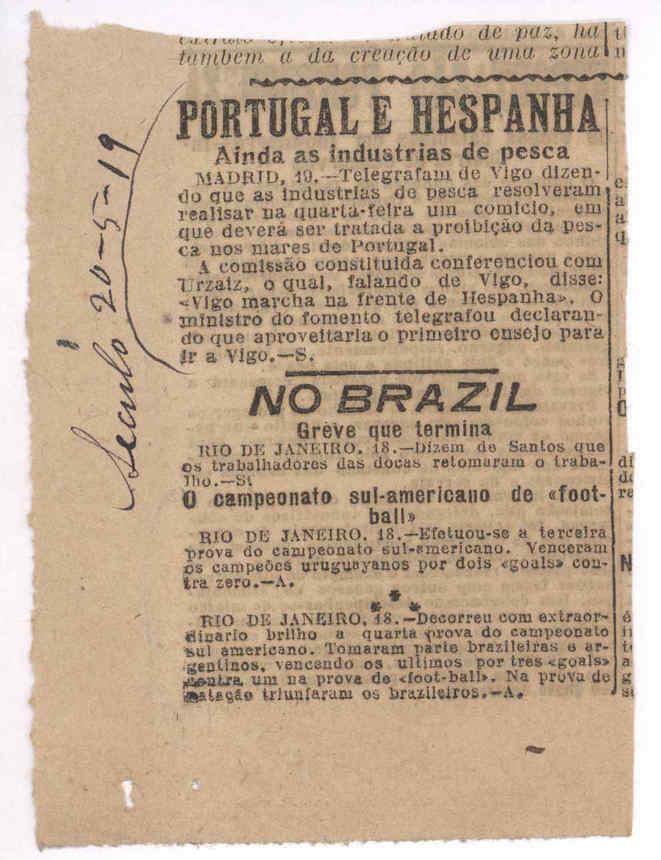 tratado de paz, ha
tambem a da creação de uma zona
Seculo 20-5-19
PORTUGAL E HESPANHA
Ainda as industrias de pesca
MADRID, 19.—Telegrafam de Vigo dizen-
do que as industrias de pesca resolveram
realisar na quarta-feira um comicio, em
que deverá ser tratada a proibição da pes-
ca nos mares de Portugal.
A comissão constituida conferenciou com
Urzaiz, o qual, falando de Vigo, disse:
«Vigo marcha na frente de Hespanha». O
ministro do fomento telegrafou declaran-
do que aproveitaria o primeiro ensejo para
ir a Vigo.—S.
NO BRAZIL
Gréve que termina
RIO DE JANEIRO, 18.—Dizem de Santos que
os trabalhadores das docas retomaram o traba-
lho.—S.
O campeonato sul-americano de «foot-
ball»
RIO DE JANEIRO, 18.—Efetuou-se a terceira
prova do campeonato sul-americano. Venceram
os campeões uruguayanos por dois «goals» con-
tra zero.—A.
* * *
RIO DE JANEIRO, 18.—Decorreu com extraor-
dinario brilho a quarta prova do campeonato
sul americano. Tomaram parte brazileiras e ar-
gentinos, vencendo os ultimos por tres «goals»
contra um na prova de «foot-ball». Na prova de
natação triunfaram os brazileiros.—A.